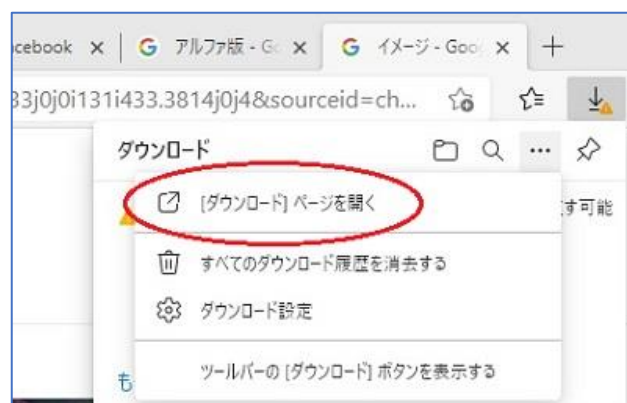 cebook
アルファ版 - G
イメージ - Goo
33j0j0i131i433.3814j0j4&sourceid=ch...
ダウンロード
[ダウンロード] ページを開く
す可能
すべてのダウンロード履歴を消去する
ダウンロード設定
ツールバーの [ダウンロード] ボタンを表示する
も